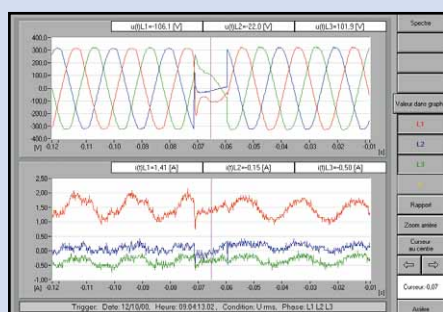 u(t)L1=-106,1 [V]
u(t)L2=-22,0 [V]
u(t)L3=101,9 [V]
400,0
300,0
200,0
100,0
0,0
-100,0
-200,0
-300,0
-400,0
[V]
-0,12
-0,11
-0,10
-0,09
-0,08
-0,07
-0,06
-0,05
-0,04
-0,03
-0,02
-0,01
[s]
i(t)L1=1,41 [A]
i(t)L2=-0,15 [A]
i(t)L3=-0,50 [A]
2,50
2,00
1,50
1,00
0,50
0,00
-0,50
-1,00
[A]
-0,12
-0,11
-0,10
-0,09
-0,08
-0,07
-0,06
-0,05
-0,04
-0,03
-0,02
-0,01
[s]
Trigger: Date: 12/10/00, Heure: 09:04:13.02, Condition: U rms, Phase: L1 L2 L3
Spectre
Valeur dans graph
L1
L2
L3
Rapport
Zoom arrière
Curseur
au centre
Curseur:-0,07
Arrière